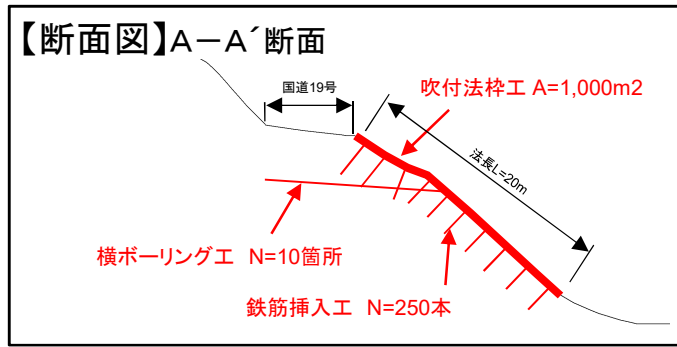 【断面図】A－A´断面
国道19号
吹付法枠工 A=1,000m2
法長L=20m
横ボーリング工 N=10箇所
鉄筋挿入工 N=250本